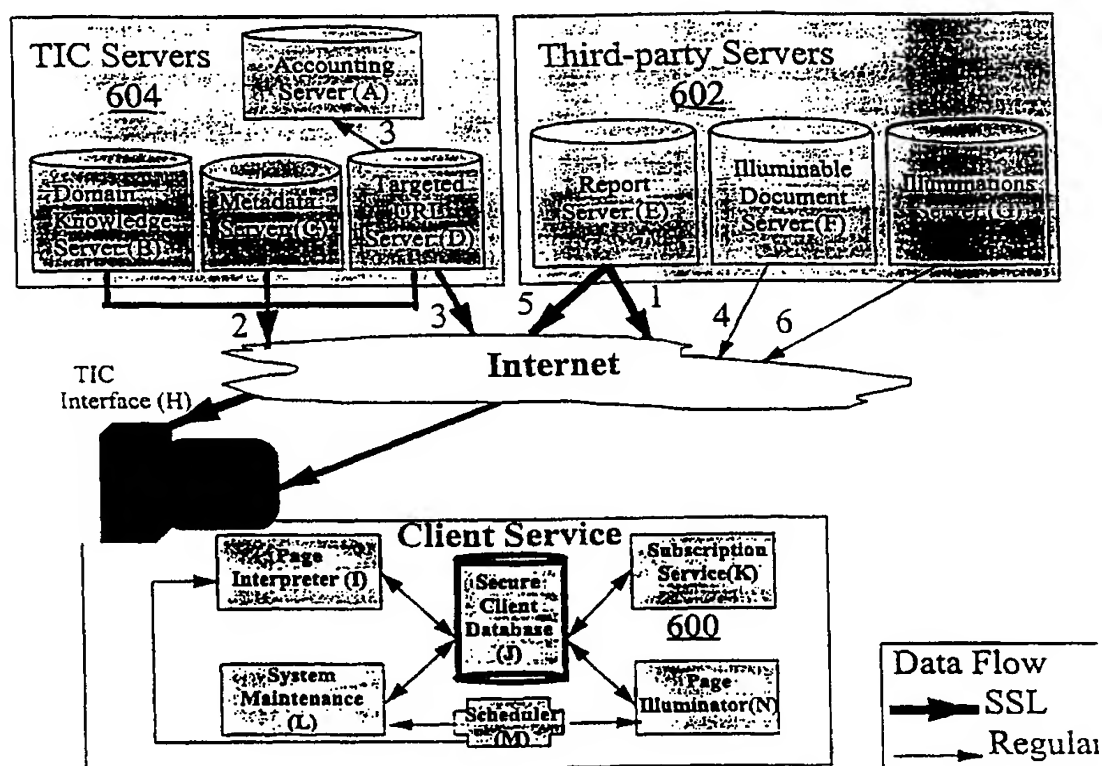 TIC Servers
604
Accounting
Server (A)
3
Domain
Knowledge
Server (B)
Metadata
Server (C)
Targeted
URL
Server (D)
Third-party Servers
602
Report
Server (E)
Illuminable
Document
Server (F)
Illuminations
Server (G)
2
3
5
1
4
6
Internet
TIC
Interface (H)
Client Service
Page
Interpreter (I)
Secure
Client
Database
(J)
Subscription
Service(K)
600
System
Maintenance
(L)
Scheduler
(M)
Page
Illuminator(N)
Data Flow
SSL
Regular